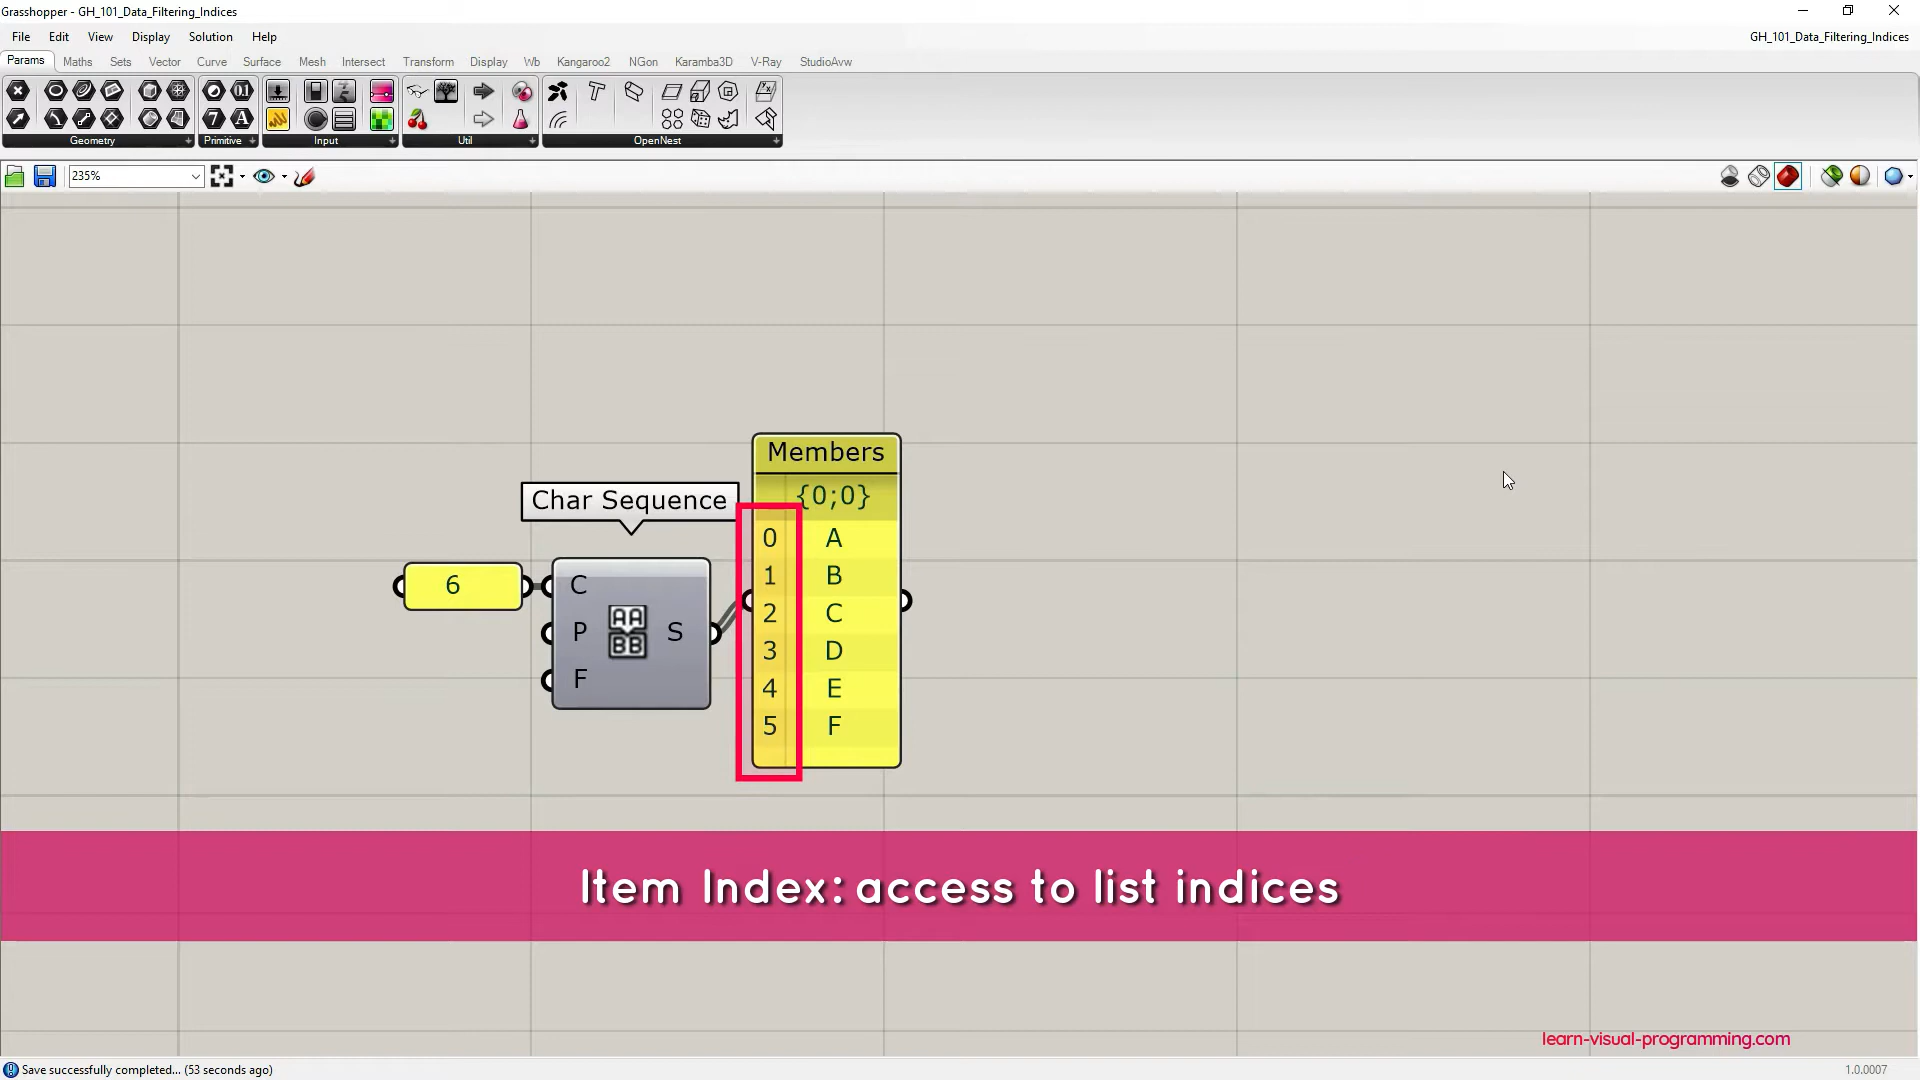 Grasshopper - GH_101_Data_Filtering_Indices
File Edit View Display Solution Help GH_101_Data_Filtering_Indices
Params Maths Sets Vector Curve Surface Mesh Intersect Transform Display Wb Kangaroo2 NGon Karamba3D V-Ray StudioAvw
Geometry Primitive Input Util OpenNest
235%
Members
{0;0}
Char Sequence
0 A
1 B
2 C
3 D
4 E
5 F
6
C
P S
F
AA
BB
Item Index: access to list indices
learn-visual-programming.com
Save successfully completed... (53 seconds ago) 1.0.0007